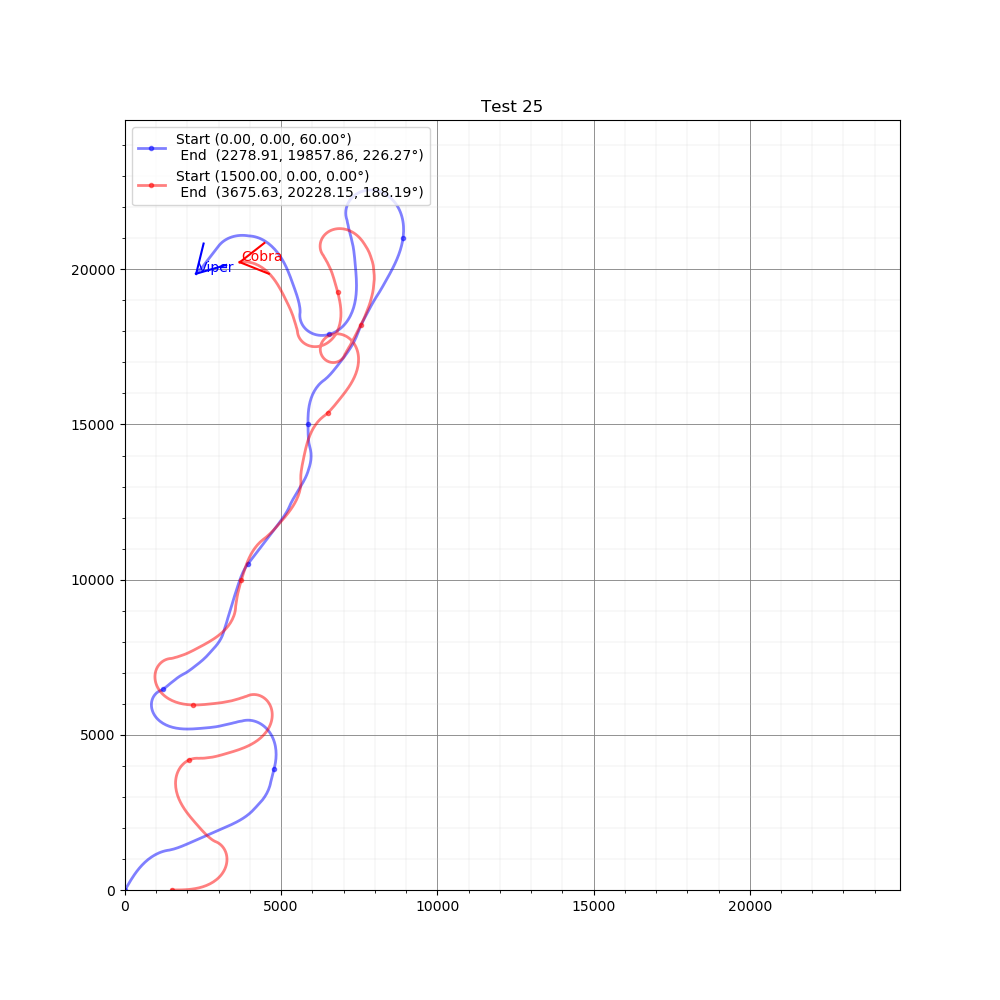 Test 25
Start (0.00, 0.00, 60.00°)
End (2278.91, 19857.86, 226.27°)
Start (1500.00, 0.00, 0.00°)
End (3675.63, 20228.15, 188.19°)
Viper
Cobra
20000
15000
10000
5000
0
0 5000 10000 15000 20000